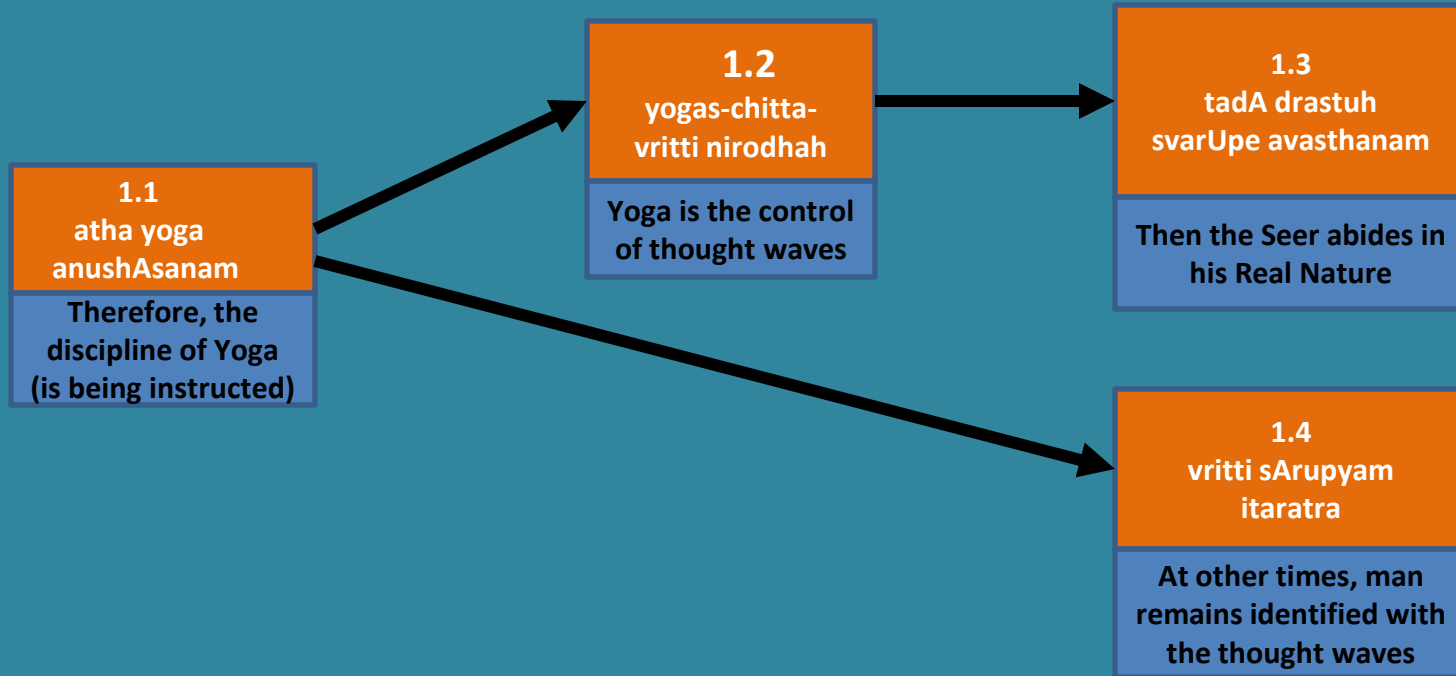 1.1
atha yoga
anushAsanam
Therefore, the
discipline of Yoga
(is being instructed)
1.2
yogas-chitta-
vritti nirodhah
Yoga is the control
of thought waves
1.3
tadA drastuh
svarUpe avasthanam
Then the Seer abides in
his Real Nature
1.4
vritti sArupyam
itaratra
At other times, man
remains identified with
the thought waves